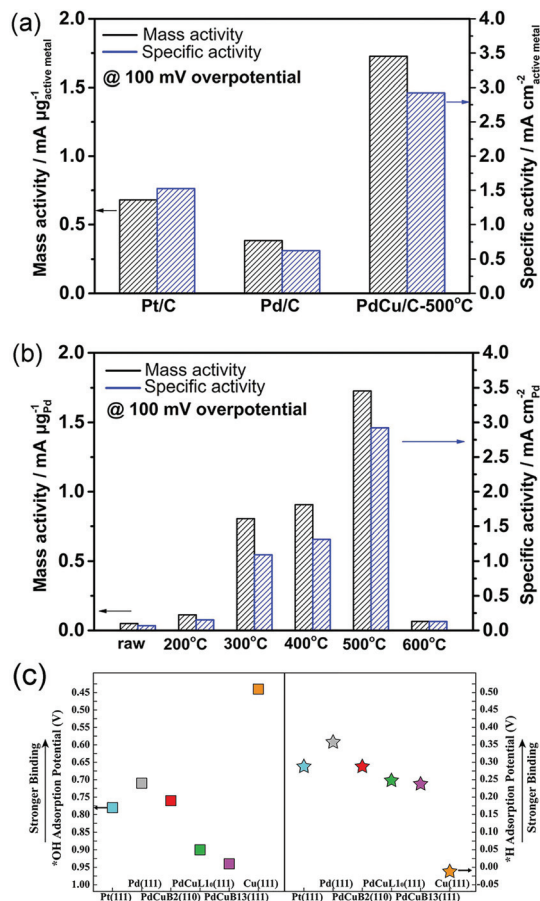 (a)
Mass activity
Specific activity
@ 100 mV overpotential
Mass activity / mA µg⁻¹active metal
Specific activity / mA cm⁻²active metal
2.0
1.5
1.0
0.5
0.0
4.0
3.5
3.0
2.5
2.0
1.5
1.0
0.5
0.0
Pt/C Pd/C PdCu/C-500°C
(b)
Mass activity
Specific activity
@ 100 mV overpotential
Mass activity / mA µg⁻¹Pd
Specific activity / mA cm⁻²Pd
2.0
1.5
1.0
0.5
0.0
4.0
3.5
3.0
2.5
2.0
1.5
1.0
0.5
0.0
raw 200°C 300°C 400°C 500°C 600°C
(c)
Stronger Binding
*OH Adsorption Potential (V)
0.45
0.50
0.55
0.60
0.65
0.70
0.75
0.80
0.85
0.90
0.95
1.00
Pd(111) PdCuL1₀(111) Cu(111)
Pt(111) PdCuB2(110) PdCuB13(111)
Pd(111) PdCuL1₀(111) Cu(111)
Pt(111) PdCuB2(110) PdCuB13(111)
0.50
0.45
0.40
0.35
0.30
0.25
0.20
0.15
0.10
0.05
0.00
-0.05
*H Adsorption Potential (V)
Stronger Binding